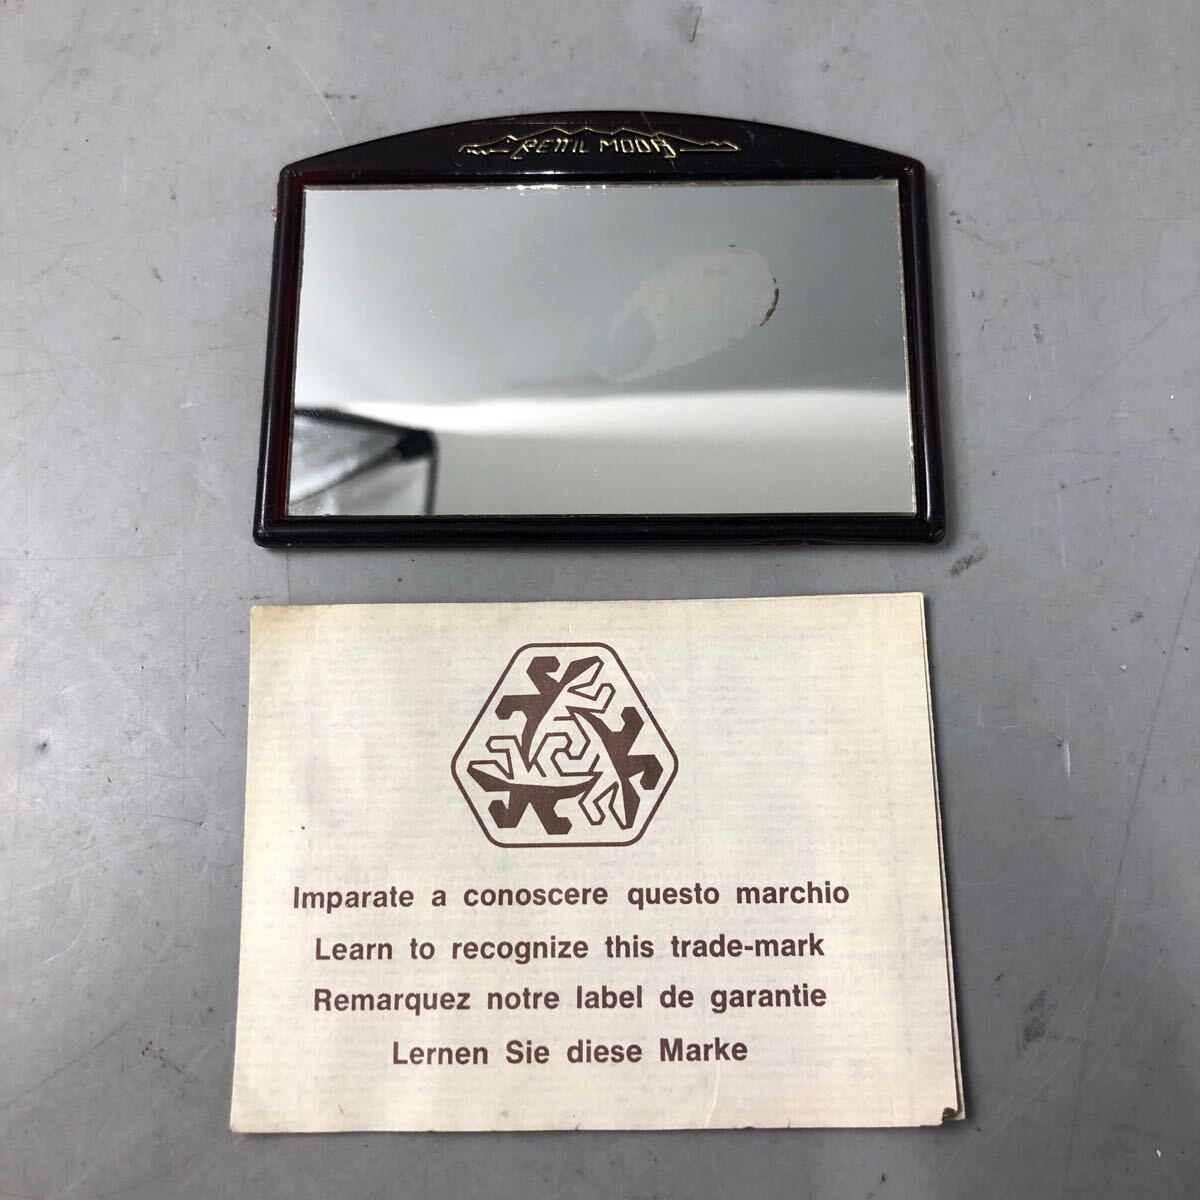 RETTIL MODA
Imparate a conoscere questo marchio
Learn to recognize this trade-mark
Remarquez notre label de garantie
Lernen Sie diese Marke